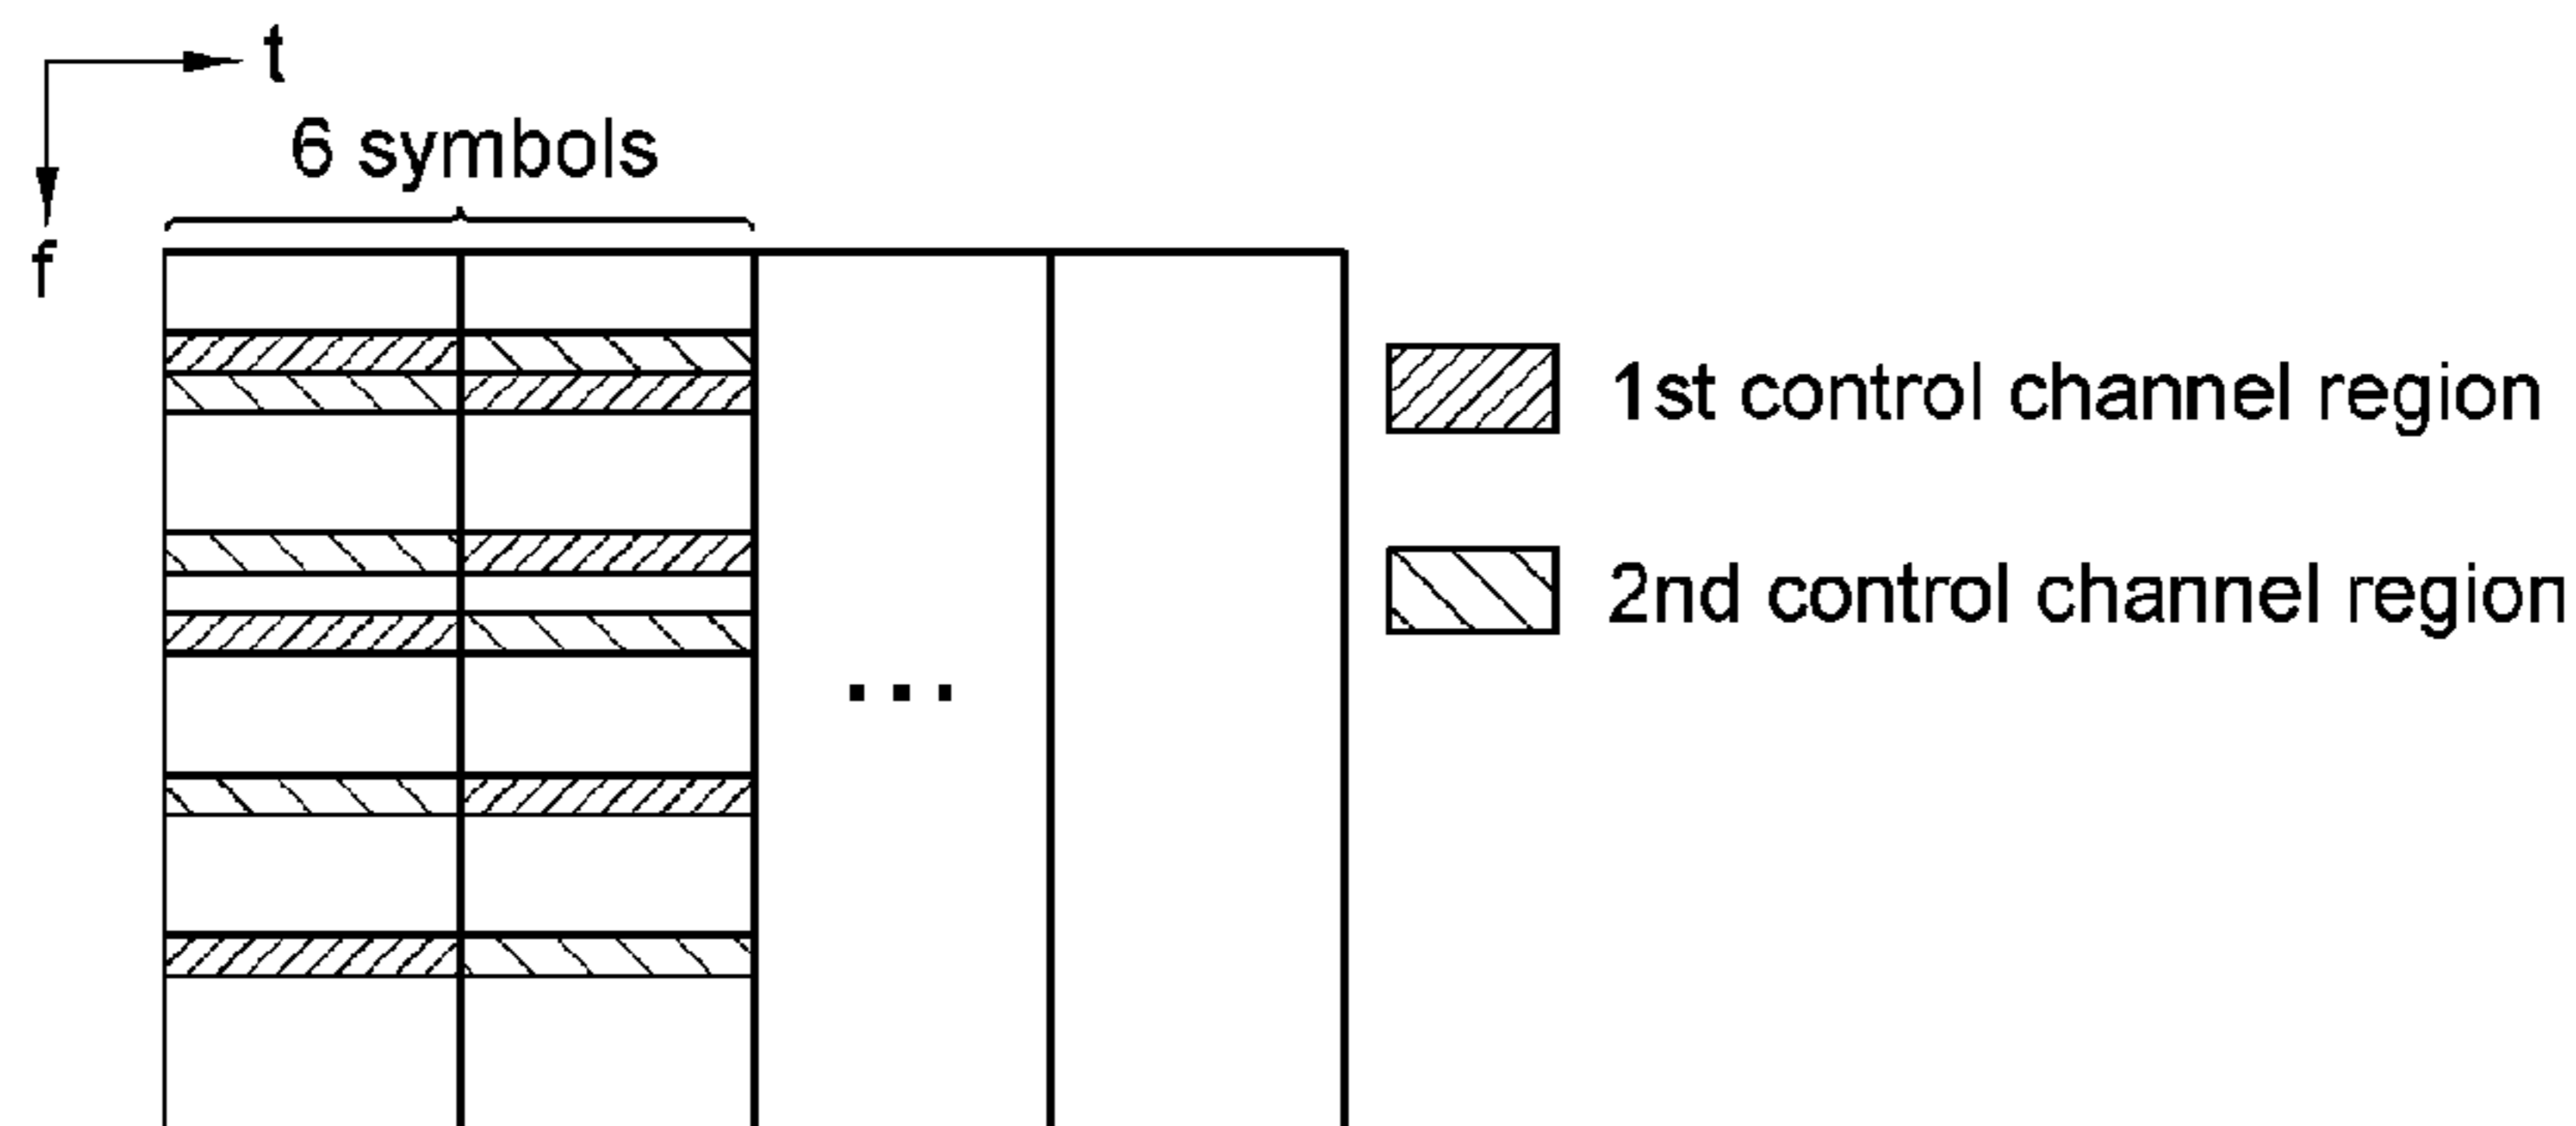 t
6 symbols
f
1st control channel region
2nd control channel region
...